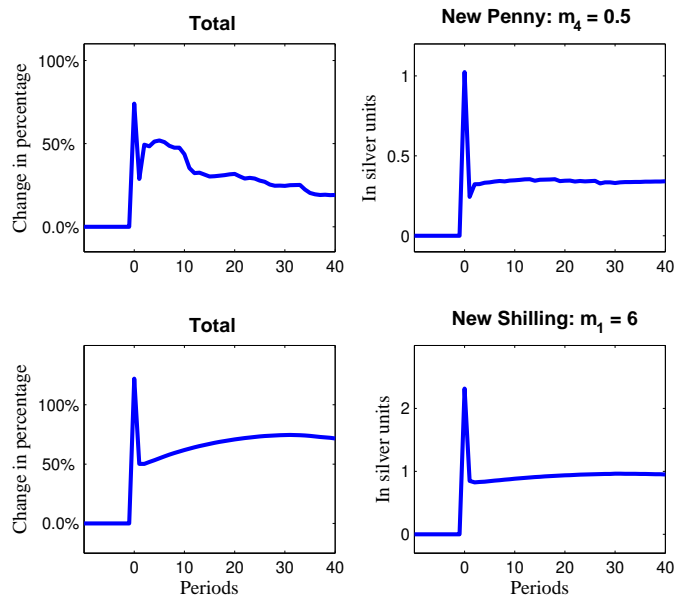 Total
Change in percentage
100%
50%
0.0%
0 10 20 30 40
New Penny: m4 = 0.5
In silver units
1
0.5
0
0 10 20 30 40
Total
Change in percentage
100%
50%
0.0%
0 10 20 30 40
Periods
New Shilling: m1 = 6
In silver units
2
1
0
0 10 20 30 40
Periods